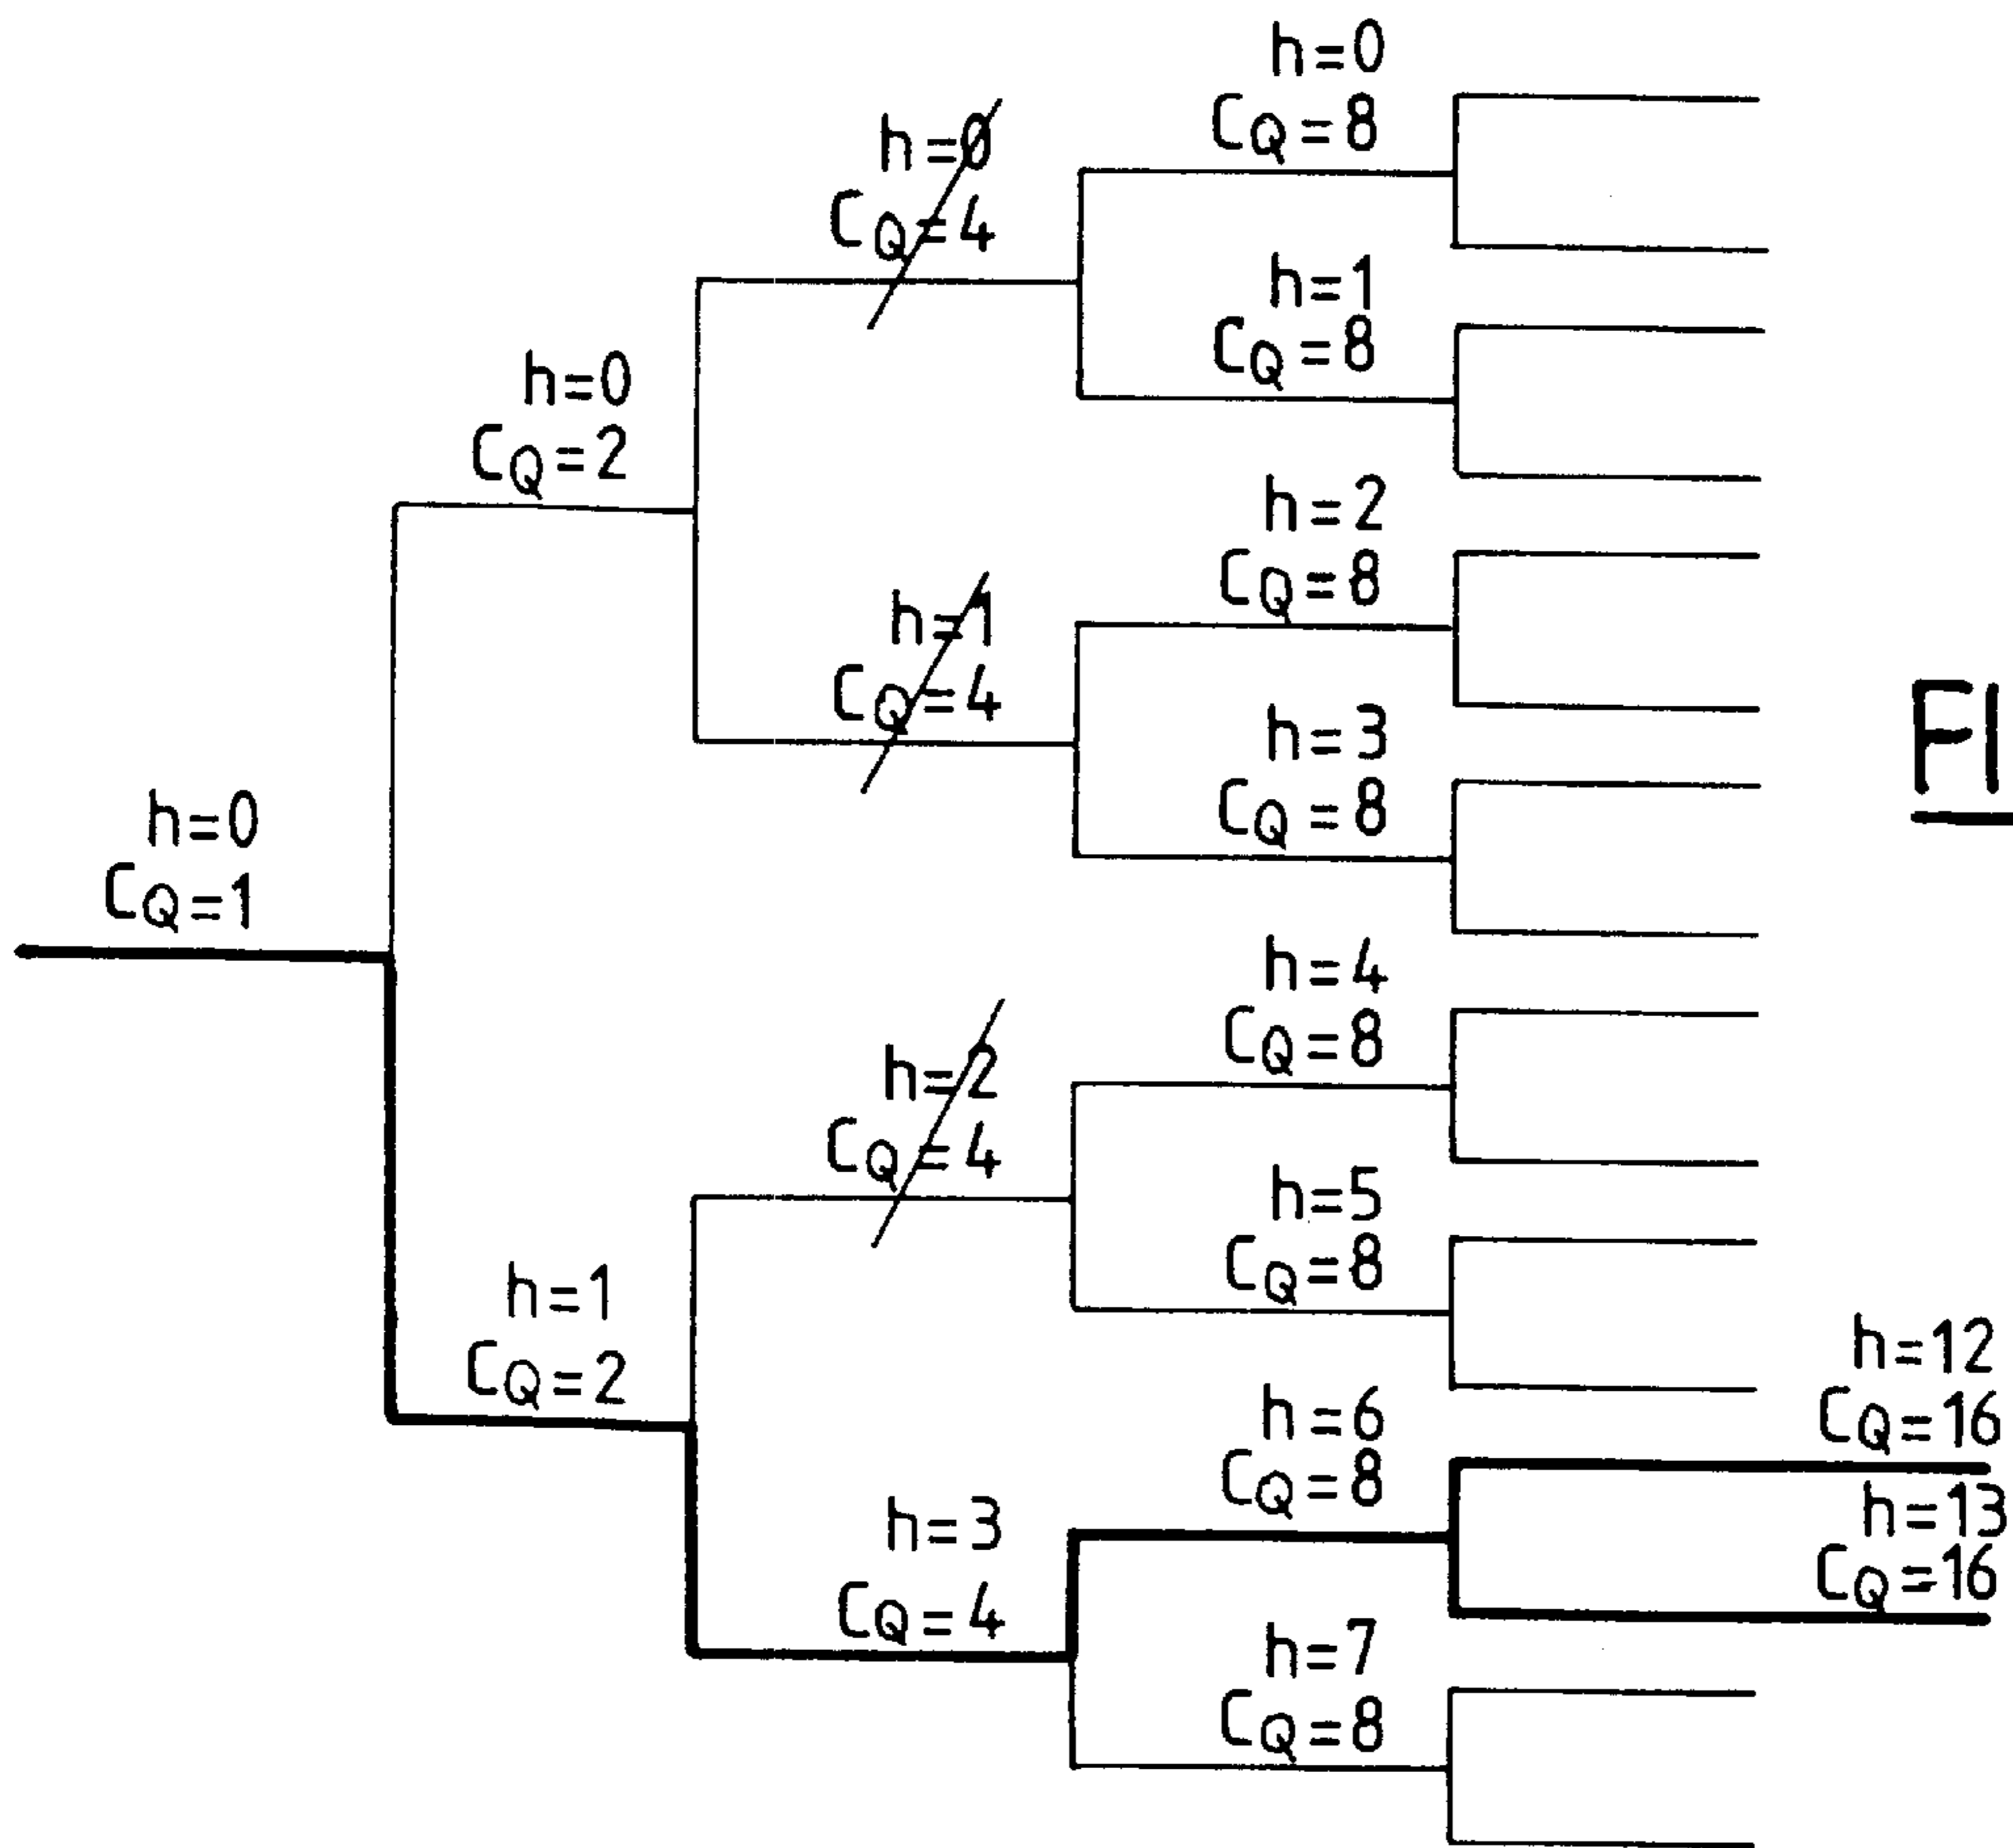 h=0
CQ=1
h=0
CQ=2
h=1
CQ=2
h=0
CQ=4
h=1
CQ=4
h=2
CQ=4
h=3
CQ=4
h=0
CQ=8
h=1
CQ=8
h=2
CQ=8
h=3
CQ=8
h=4
CQ=8
h=5
CQ=8
h=6
CQ=8
h=7
CQ=8
h=12
CQ=16
h=13
CQ=16
FI